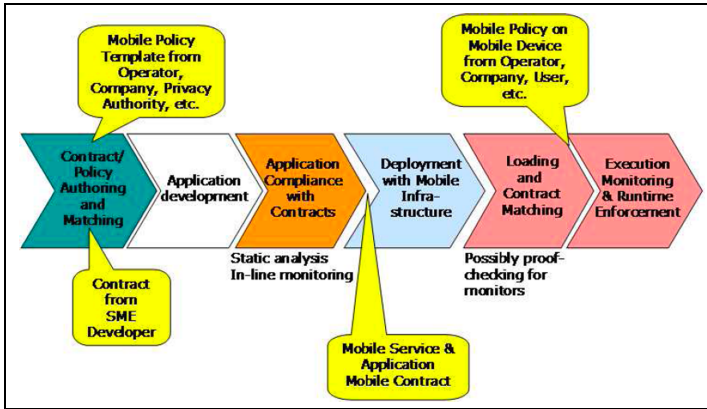 Mobile Policy
Template from
Operator,
Company, Privacy
Authority, etc.
Mobile Policy on
Mobile Device
from Operator,
Company, User,
etc.
Contract/
Policy
Authoring
and
Matching
Application
development
Application
Compliance
with
Contracts
Deployment
with Mobile
Infra-
structure
Loading
and
Contract
Matching
Execution
Monitoring
& Runtime
Enforcement
Static analysis
In-line monitoring
Possibly proof-
checking for
monitors
Contract
from
SME
Developer
Mobile Service &
Application
Mobile Contract